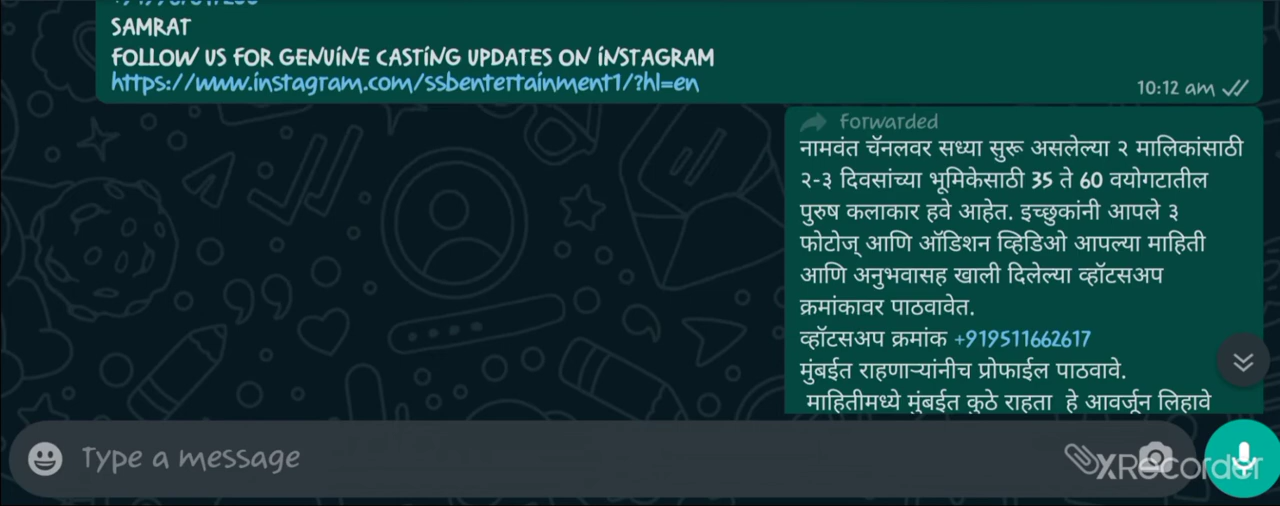 SAMRAT
FOLLOW US FOR GENUINE CASTING UPDATES ON INSTAGRAM
https://www.instagram.com/ssbentertainment1/?hl=en
10:12 am
Forwarded
नामवंत चॅनलवर सध्या सुरू असलेल्या २ मालिकांसाठी
२-३ दिवसांच्या भूमिकेसाठी 35 ते 60 वयोगटातील
पुरुष कलाकार हवे आहेत. इच्छुकांनी आपले ३
फोटोज् आणि ऑडिशन व्हिडिओ आपल्या माहिती
आणि अनुभवासह खाली दिलेल्या व्हॉटसअप
क्रमांकावर पाठवावेत.
व्हॉटसअप क्रमांक +919511662617
मुंबईत राहणाऱ्यांनीच प्रोफाईल पाठवावे.
माहितीमध्ये मुंबईत कुठे राहता हे आवर्जून लिहावे
Type a message
XRecorder